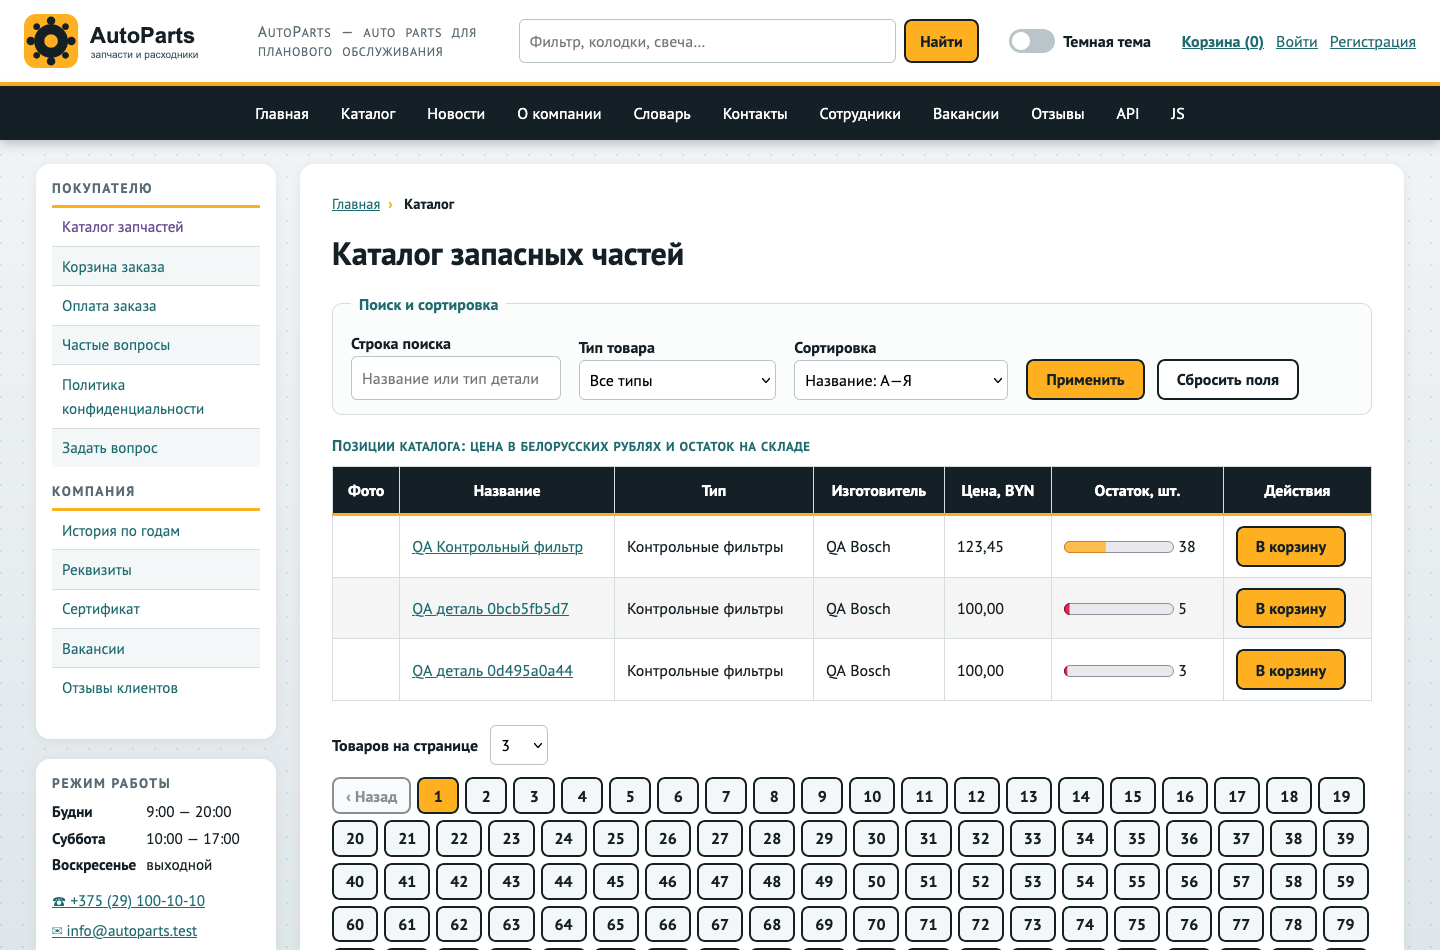 AutoParts
запчасти и расходники
AutoParts — auto parts для
планового обслуживания
Фильтр, колодки, свеча...
Найти
Темная тема
Корзина (0) Войти Регистрация
Главная Каталог Новости О компании Словарь Контакты Сотрудники Вакансии Отзывы API JS
ПОКУПАТЕЛЮ
Каталог запчастей
Корзина заказа
Оплата заказа
Частые вопросы
Политика
конфиденциальности
Задать вопрос
КОМПАНИЯ
История по годам
Реквизиты
Сертификат
Вакансии
Отзывы клиентов
РЕЖИМ РАБОТЫ
Будни 9:00 — 20:00
Суббота 10:00 — 17:00
Воскресенье выходной
☎ +375 (29) 100-10-10
✉ info@autoparts.test
Главная › Каталог
Каталог запасных частей
Поиск и сортировка
Строка поиска
Название или тип детали
Тип товара
Все типы
Сортировка
Название: А—Я
Применить
Сбросить поля
Позиции каталога: цена в белорусских рублях и остаток на складе
Фото Название Тип Изготовитель Цена, BYN Остаток, шт. Действия
QA Контрольный фильтр Контрольные фильтры QA Bosch 123,45 38 В корзину
QA деталь 0bcb5fb5d7 Контрольные фильтры QA Bosch 100,00 5 В корзину
QA деталь 0d495a0a44 Контрольные фильтры QA Bosch 100,00 3 В корзину
Товаров на странице 3
‹ Назад 1 2 3 4 5 6 7 8 9 10 11 12 13 14 15 16 17 18 19
20 21 22 23 24 25 26 27 28 29 30 31 32 33 34 35 36 37 38 39
40 41 42 43 44 45 46 47 48 49 50 51 52 53 54 55 56 57 58 59
60 61 62 63 64 65 66 67 68 69 70 71 72 73 74 75 76 77 78 79